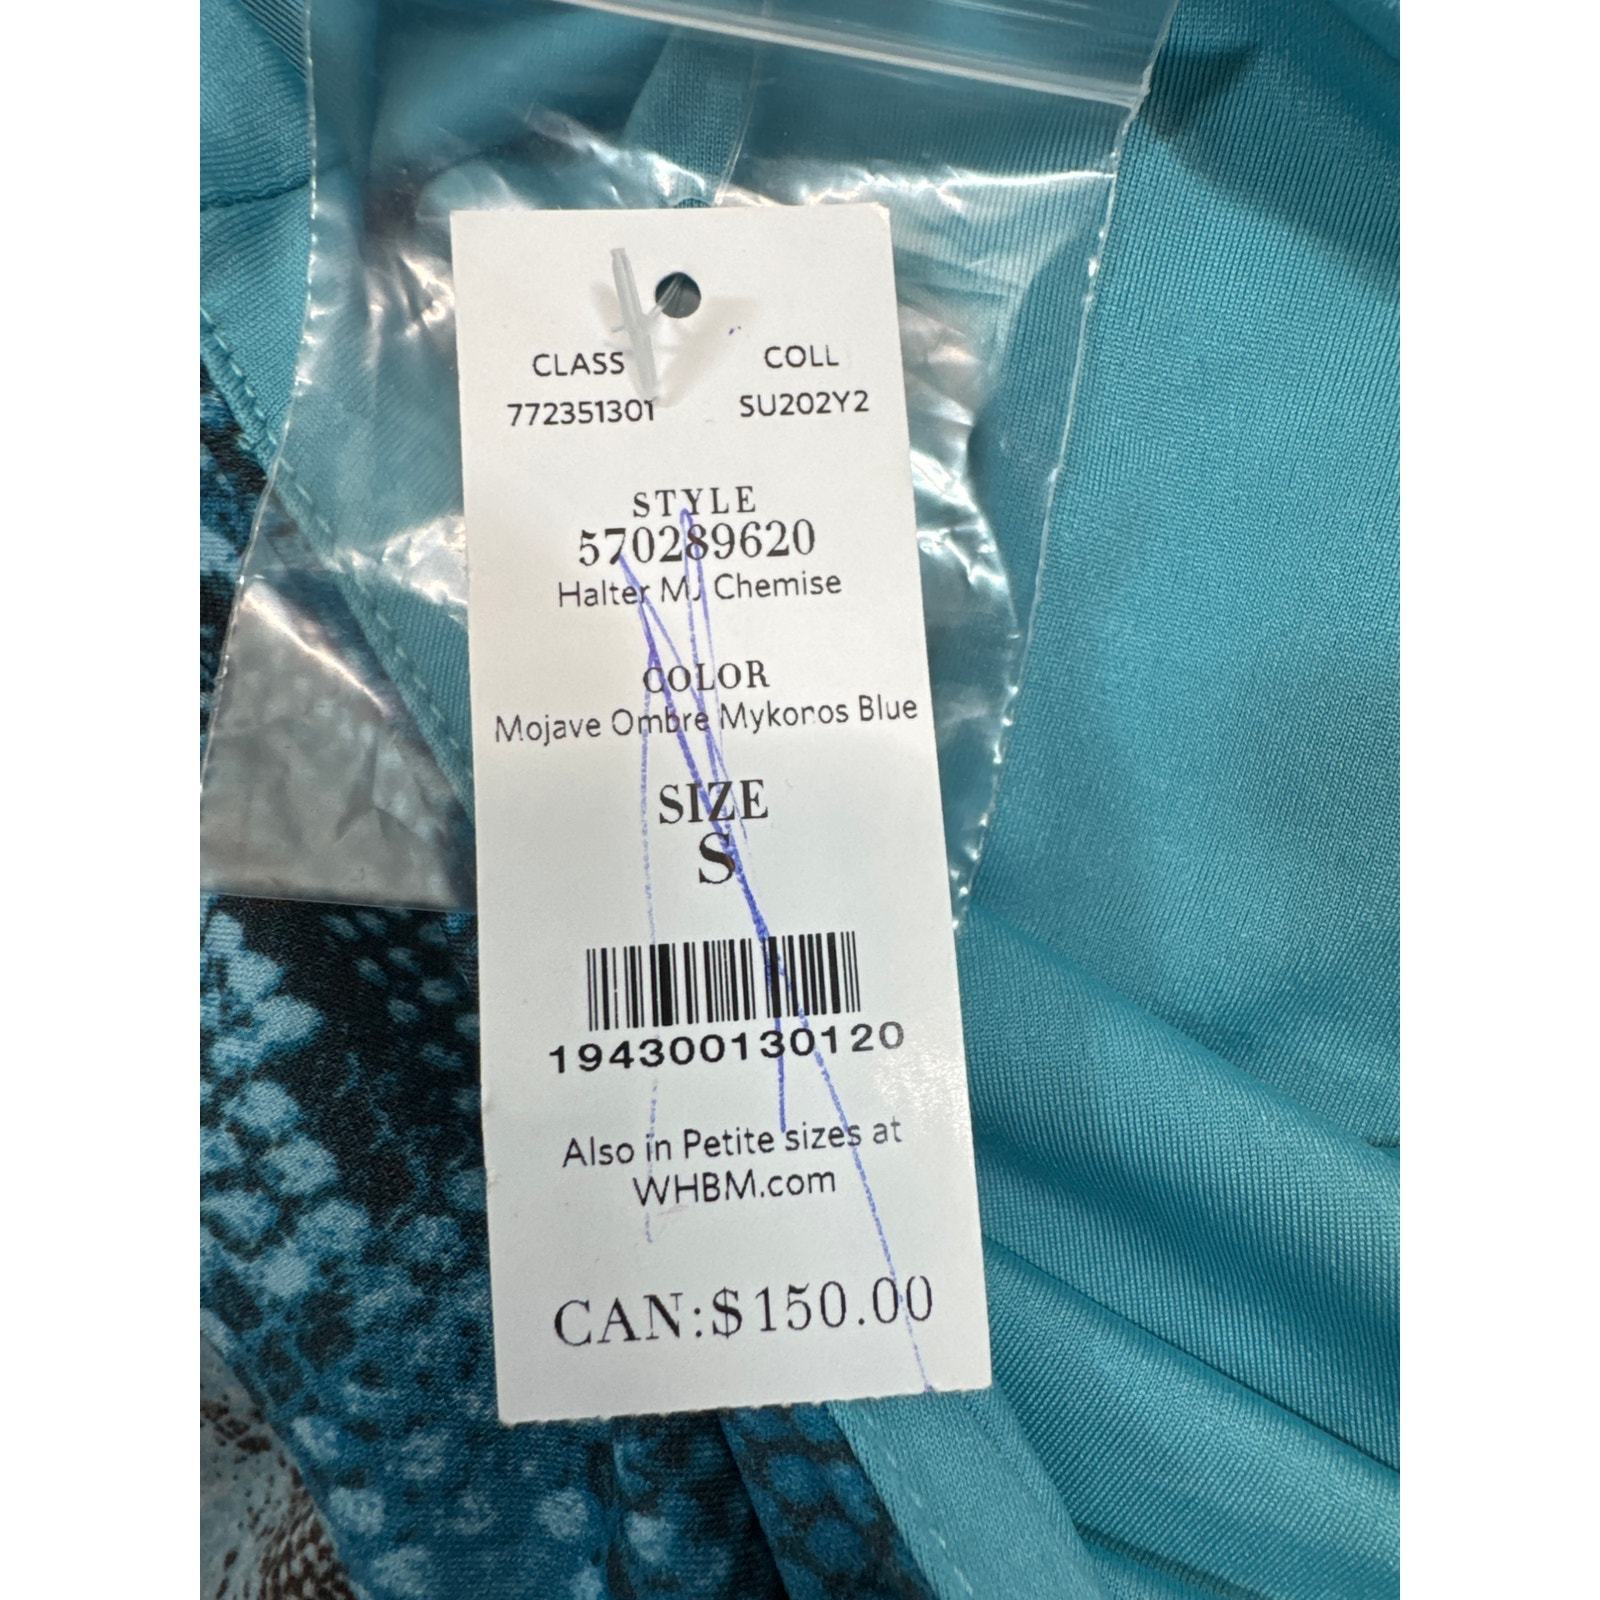 CLASS COLL
772351301 SU202Y2
STYLE
570289620
Halter MJ Chemise
COLOR
Mojave Ombre Mykonos Blue
SIZE
S
194300130120
Also in Petite sizes at
WHBM.com
CAN:$150.00